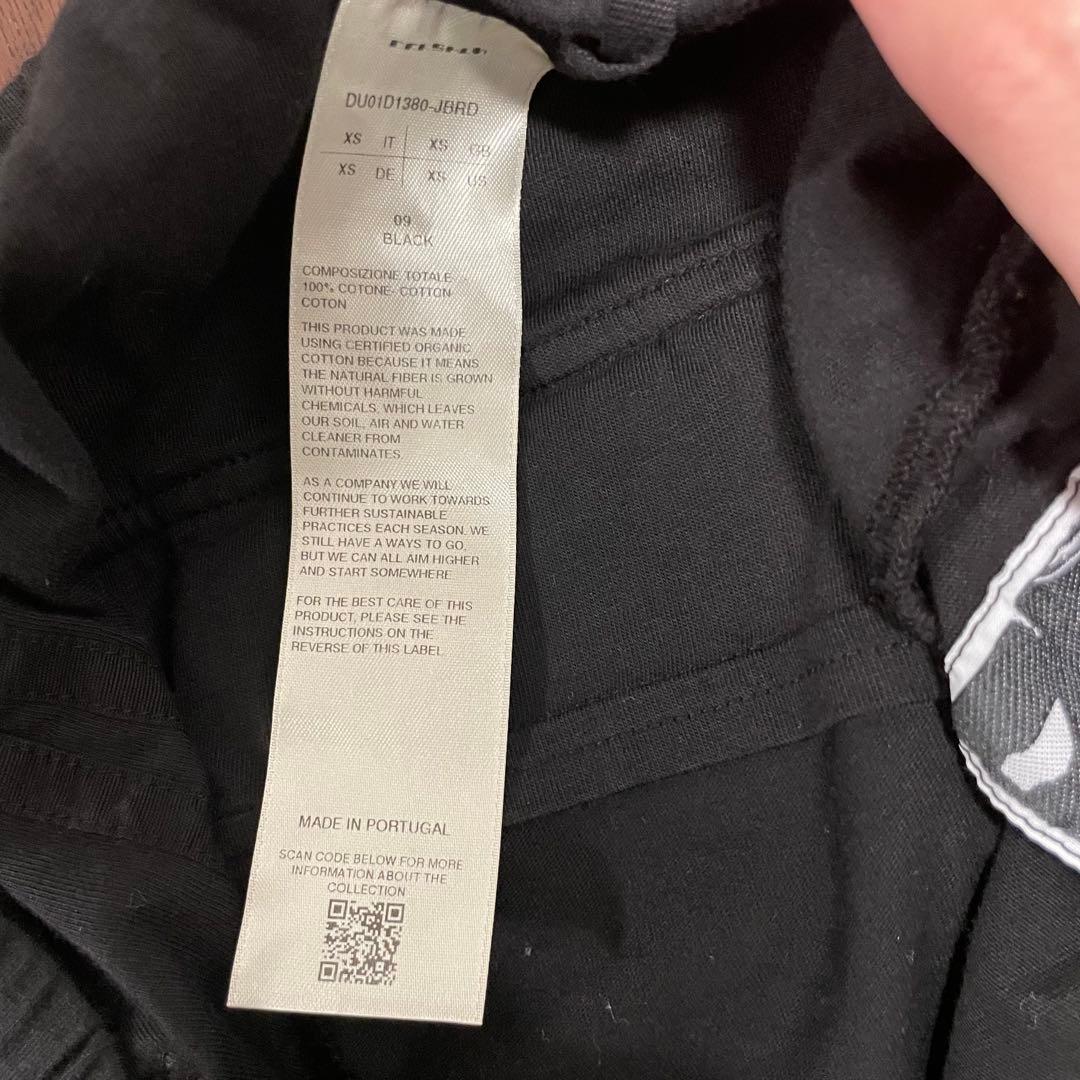 DU01D1380-JBRD
XS IT XS GB
XS DE XS US
09
BLACK
COMPOSIZIONE TOTALE
100% COTONE- COTTON
COTON
THIS PRODUCT WAS MADE
USING CERTIFIED ORGANIC
COTTON BECAUSE IT MEANS
THE NATURAL FIBER IS GROWN
WITHOUT HARMFUL
CHEMICALS, WHICH LEAVES
OUR SOIL, AIR AND WATER
CLEANER FROM
CONTAMINATES.
AS A COMPANY WE WILL
CONTINUE TO WORK TOWARDS
FURTHER SUSTAINABLE
PRACTICES EACH SEASON. WE
STILL HAVE A WAYS TO GO,
BUT WE CAN ALL AIM HIGHER
AND START SOMEWHERE
FOR THE BEST CARE OF THIS
PRODUCT, PLEASE SEE THE
INSTRUCTIONS ON THE
REVERSE OF THIS LABEL
MADE IN PORTUGAL
SCAN CODE BELOW FOR MORE
INFORMATION ABOUT THE
COLLECTION